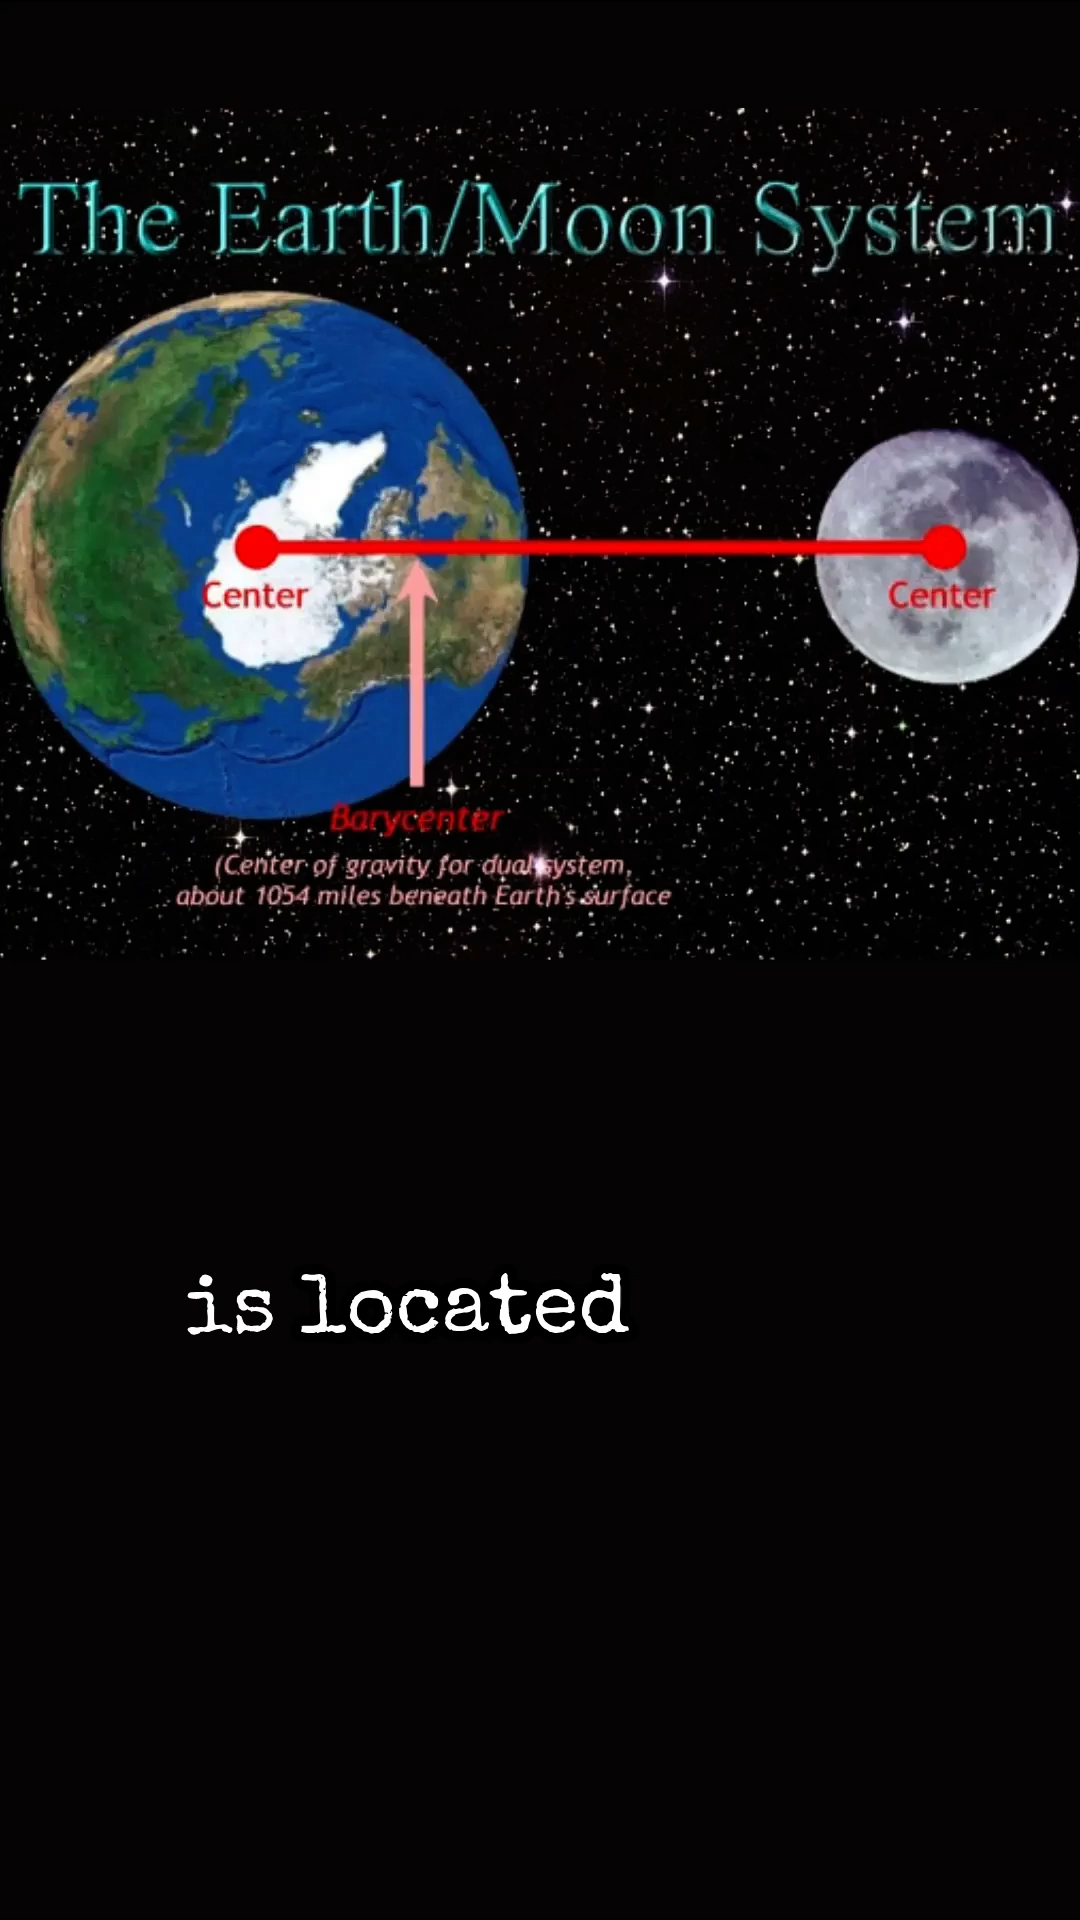 The Earth/Moon System
Center
Center
Barycenter
(Center of gravity for dual system,
about 1054 miles beneath Earth's surface
is located